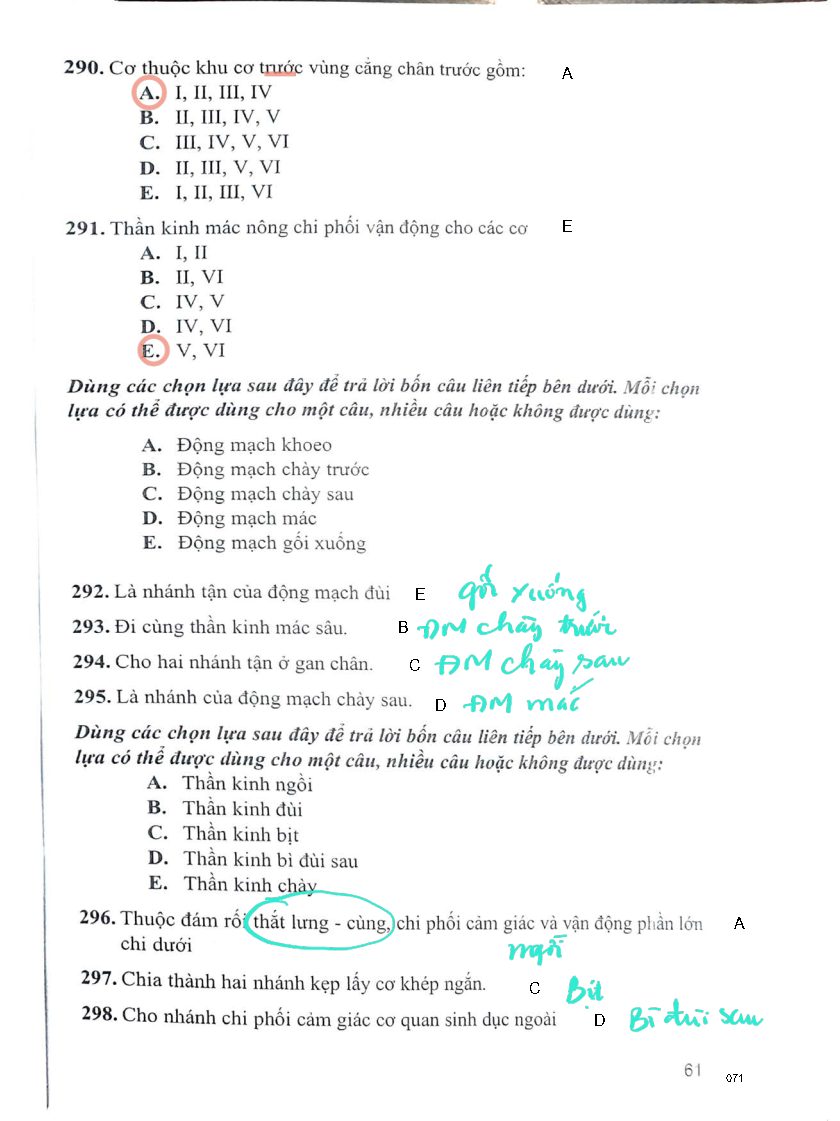 290. Cơ thuộc khu cơ trước vùng cẳng chân trước gồm: A
A. I, II, III, IV
B. II, III, IV, V
C. III, IV, V, VI
D. II, III, V, VI
E. I, II, III, VI
291. Thần kinh mác nông chi phối vận động cho các cơ E
A. I, II
B. II, VI
C. IV, V
D. IV, VI
E. V, VI
Dùng các chọn lựa sau đây để trả lời bốn câu liên tiếp bên dưới. Mỗi chọn
lựa có thể được dùng cho một câu, nhiều câu hoặc không được dùng:
A. Động mạch khoeo
B. Động mạch chày trước
C. Động mạch chày sau
D. Động mạch mác
E. Động mạch gối xuống
292. Là nhánh tận của động mạch đùi E gối xuống
293. Đi cùng thần kinh mác sâu. B ĐM chày trước
294. Cho hai nhánh tận ở gan chân. C ĐM chày sau
295. Là nhánh của động mạch chày sau. D ĐM mác
Dùng các chọn lựa sau đây để trả lời bốn câu liên tiếp bên dưới. Mỗi chọn
lựa có thể được dùng cho một câu, nhiều câu hoặc không được dùng:
A. Thần kinh ngồi
B. Thần kinh đùi
C. Thần kinh bịt
D. Thần kinh bì đùi sau
E. Thần kinh chày
296. Thuộc đám rối thắt lưng - cùng, chi phối cảm giác và vận động phần lớn A
chi dưới ngồi
297. Chia thành hai nhánh kẹp lấy cơ khép ngắn. C Bịt
298. Cho nhánh chi phối cảm giác cơ quan sinh dục ngoài D Bì đùi sau
61
071